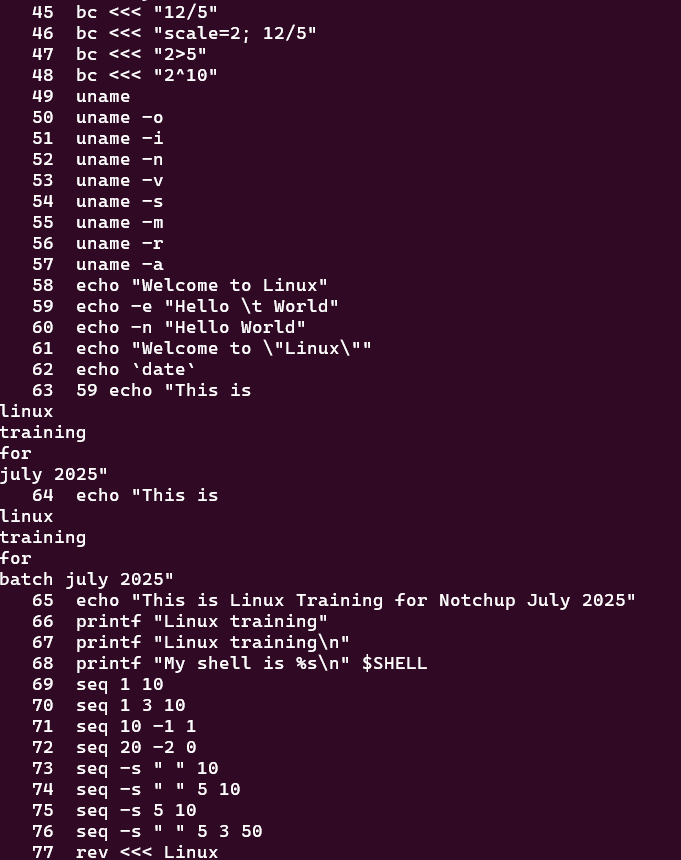 45 bc <<< "12/5"
46 bc <<< "scale=2; 12/5"
47 bc <<< "2>5"
48 bc <<< "2^10"
49 uname
50 uname -o
51 uname -i
52 uname -n
53 uname -v
54 uname -s
55 uname -m
56 uname -r
57 uname -a
58 echo "Welcome to Linux"
59 echo -e "Hello \t World"
60 echo -n "Hello World"
61 echo "Welcome to \"Linux\""
62 echo `date`
63 59 echo "This is
linux
training
for
july 2025"
64 echo "This is
linux
training
for
batch july 2025"
65 echo "This is Linux Training for Notchup July 2025"
66 printf "Linux training"
67 printf "Linux training\n"
68 printf "My shell is %s\n" $SHELL
69 seq 1 10
70 seq 1 3 10
71 seq 10 -1 1
72 seq 20 -2 0
73 seq -s " " 10
74 seq -s " " 5 10
75 seq -s 5 10
76 seq -s " " 5 3 50
77 rev <<< Linux